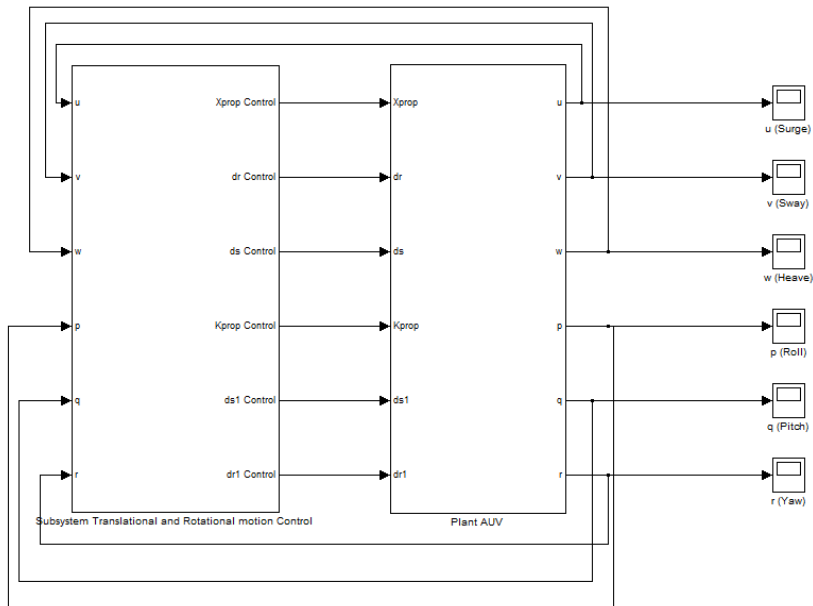 u
Xprop Control
Xprop
u
u (Surge)
v
dr Control
dr
v
v (Sway)
w
ds Control
ds
w
w (Heave)
p
Kprop Control
Kprop
p
p (Roll)
q
ds1 Control
ds1
q
q (Pitch)
r
dr1 Control
dr1
r
r (Yaw)
Subsystem Translational and Rotational motion Control
Plant AUV